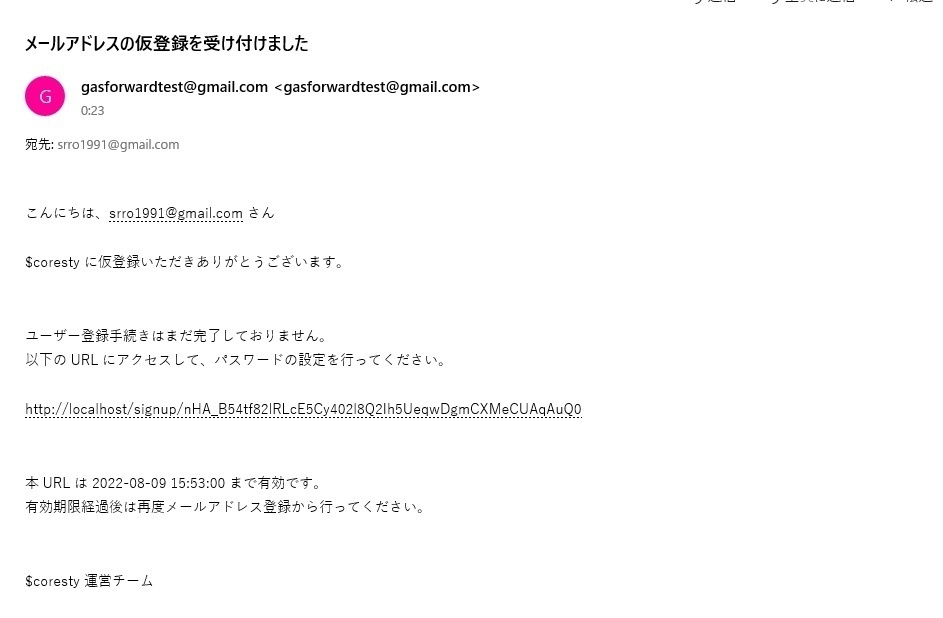 メールアドレスの仮登録を受け付けました
G
gasforwardtest@gmail.com <gasforwardtest@gmail.com>
0:23
宛先: srro1991@gmail.com
こんにちは、srro1991@gmail.com さん
$coresty に仮登録いただきありがとうございます。
ユーザー登録手続きはまだ完了しておりません。
以下の URL にアクセスして、パスワードの設定を行ってください。
http://localhost/signup/nHA_B54tf82lRLcE5Cy402l8Q2Ih5UeqwDgmCXMeCUAqAuQ0
本 URL は 2022-08-09 15:53:00 まで有効です。
有効期限経過後は再度メールアドレス登録から行ってください。
$coresty 運営チーム